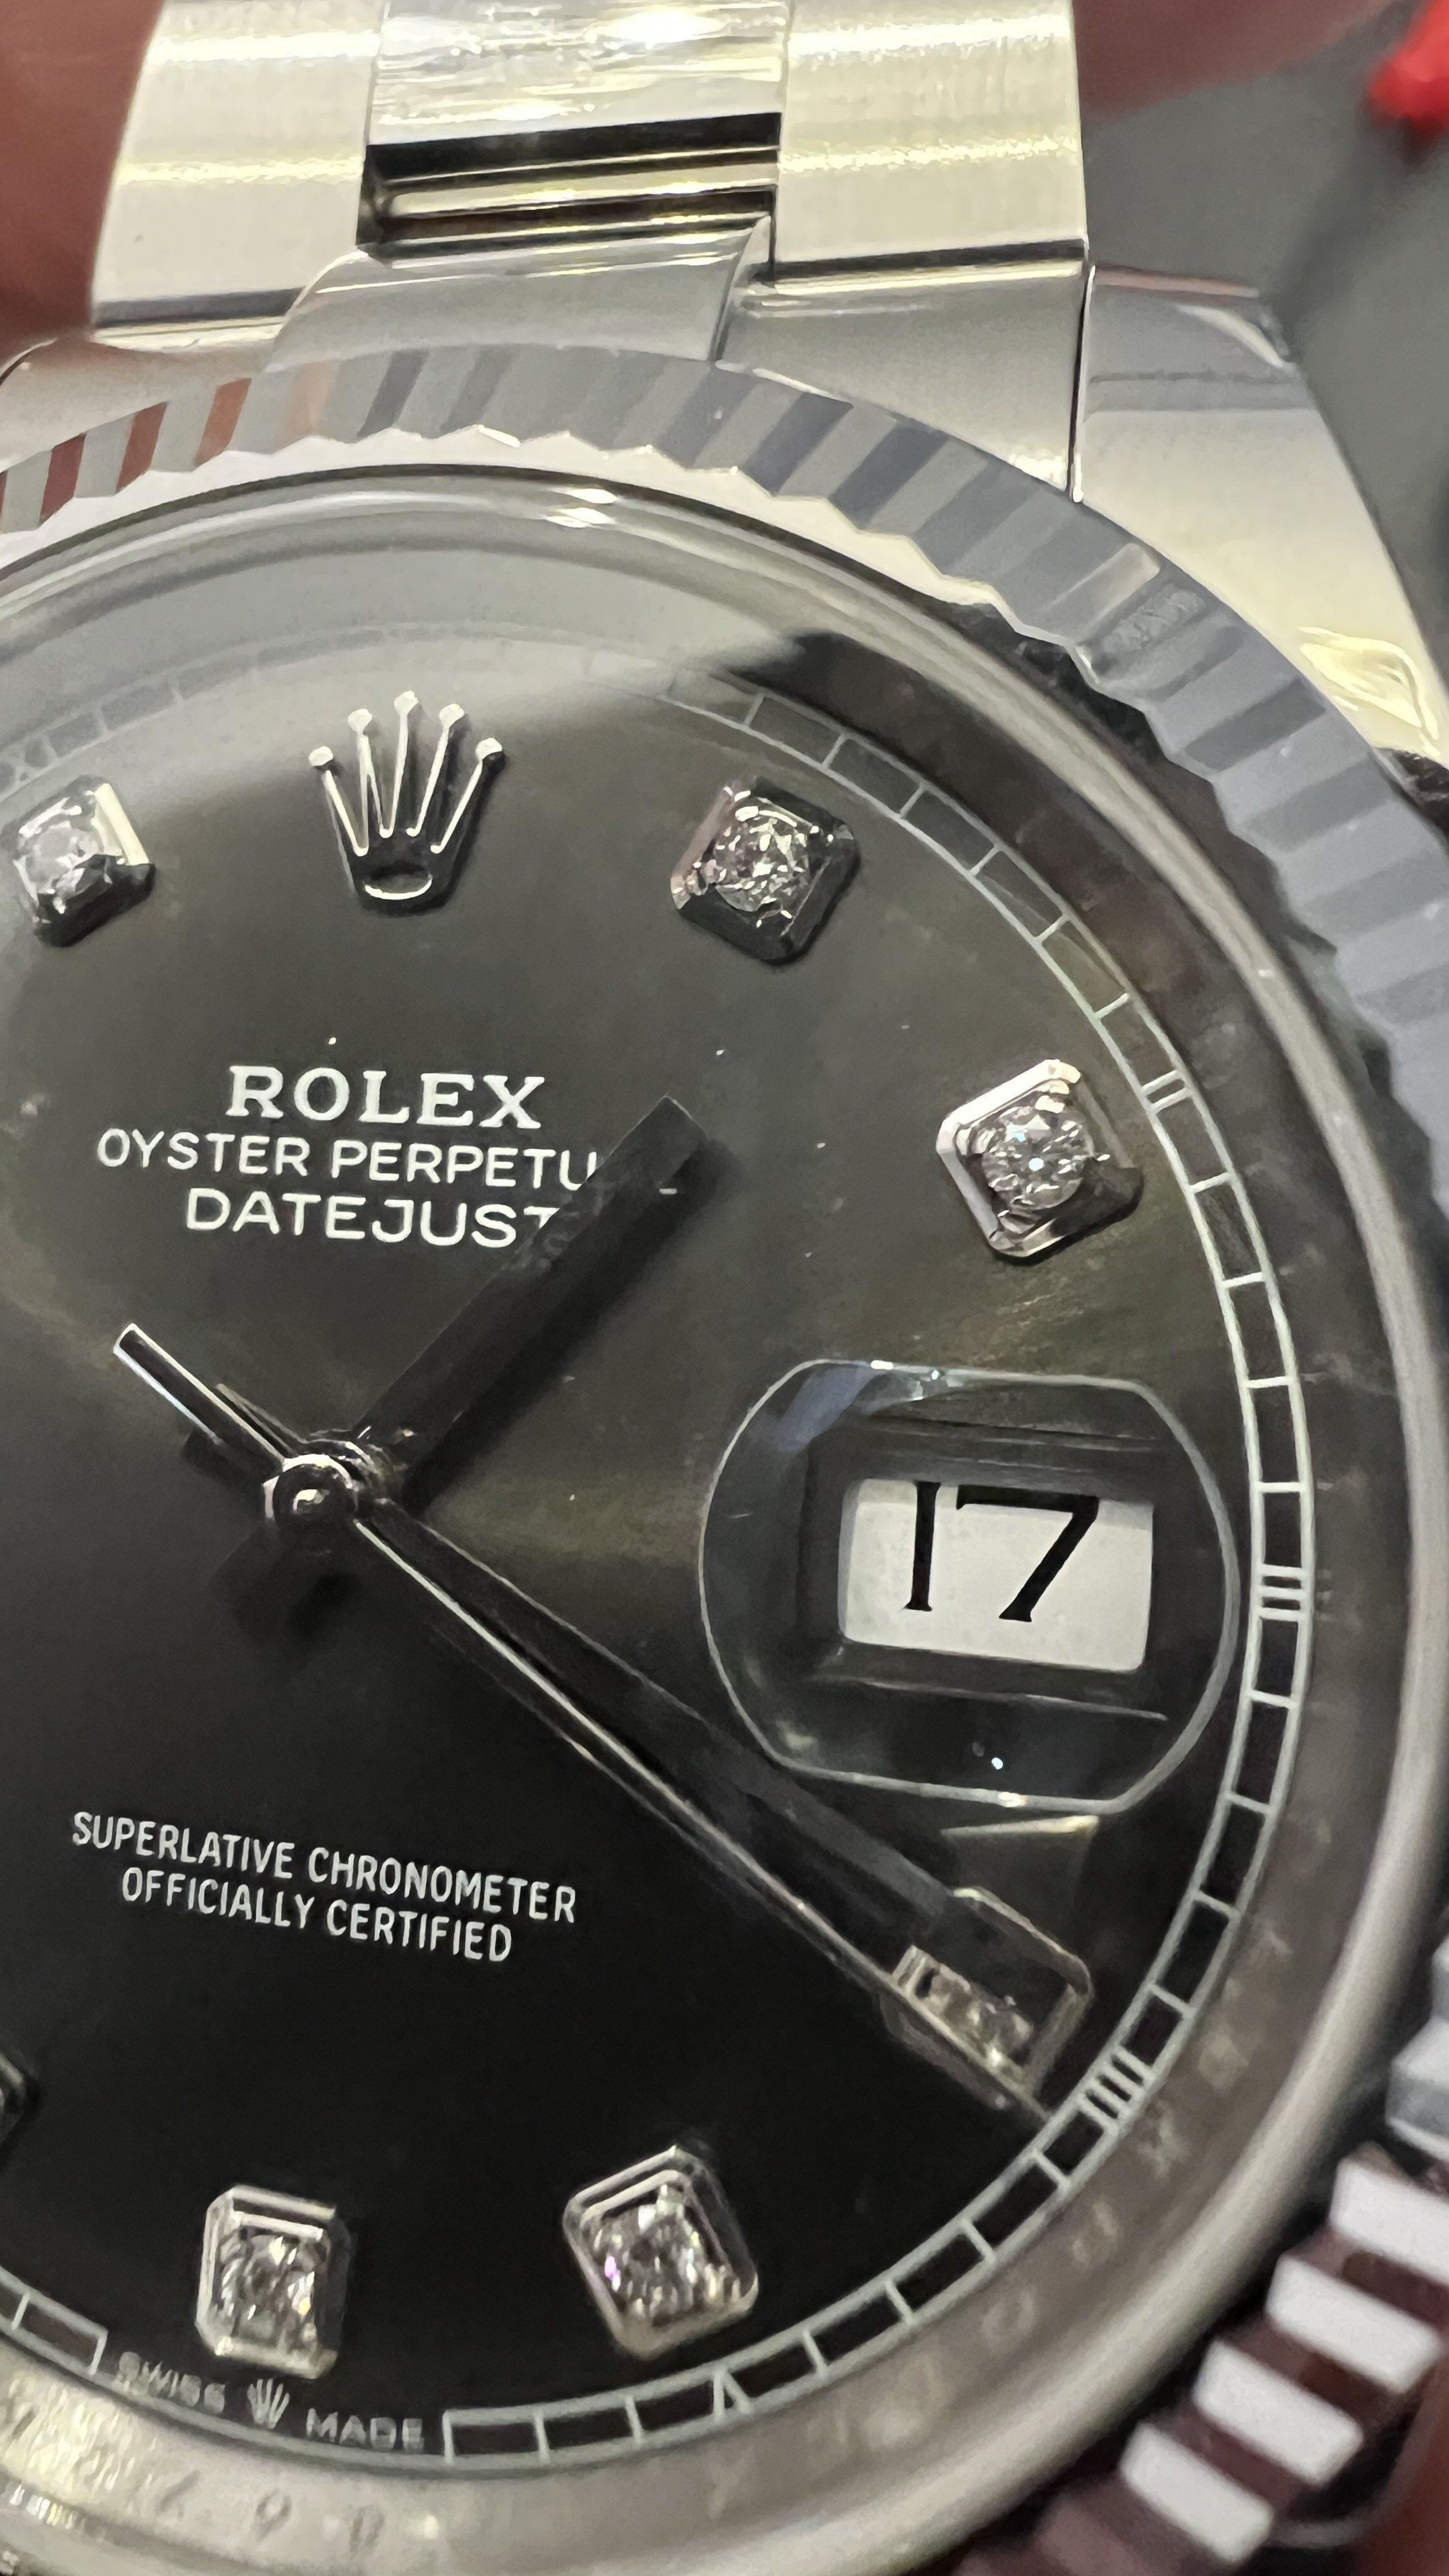 ROLEX
OYSTER PERPETU
DATEJUST
17
SUPERLATIVE CHRONOMETER
OFFICIALLY CERTIFIED
SWISS MADE